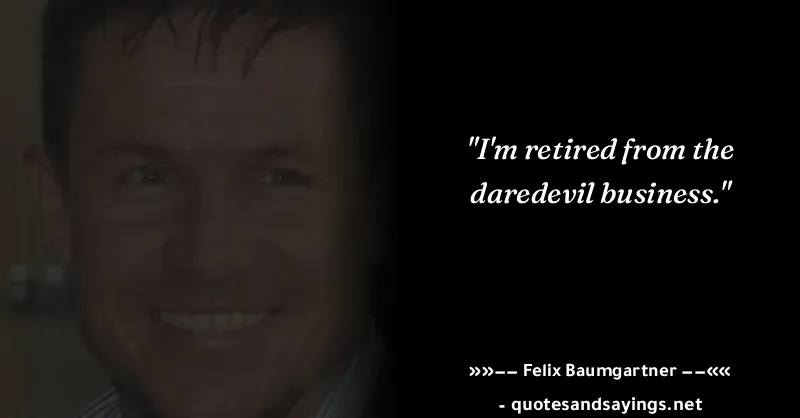 "I'm retired from the
daredevil business."
»»−− Felix Baumgartner −−««
- quotesandsayings.net